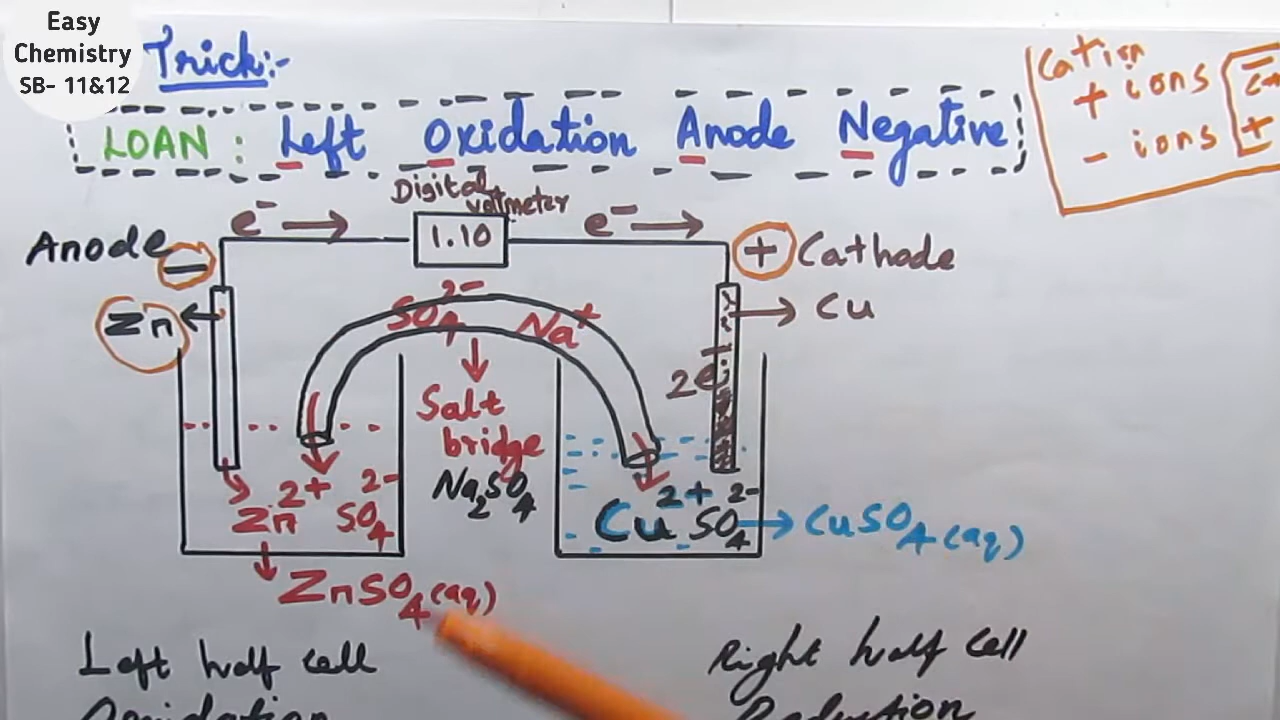 Easy
Chemistry
SB- 11&12
Trick:-
LOAN : Left Oxidation Anode Negative
Cation
+ ions
- ions
+
Digital
voltmeter
e⁻ →
1.10
e⁻ →
Anode −
+ Cathode
Zn ←
→ Cu
SO₄²⁻ Na⁺
2e⁻
Salt
bridge
Na₂SO₄
Zn²⁺ SO₄²⁻
Cu²⁺ SO₄²⁻ → CuSO₄(aq)
ZnSO₄(aq)
Left half cell
Right half cell
Oxidation
Reduction